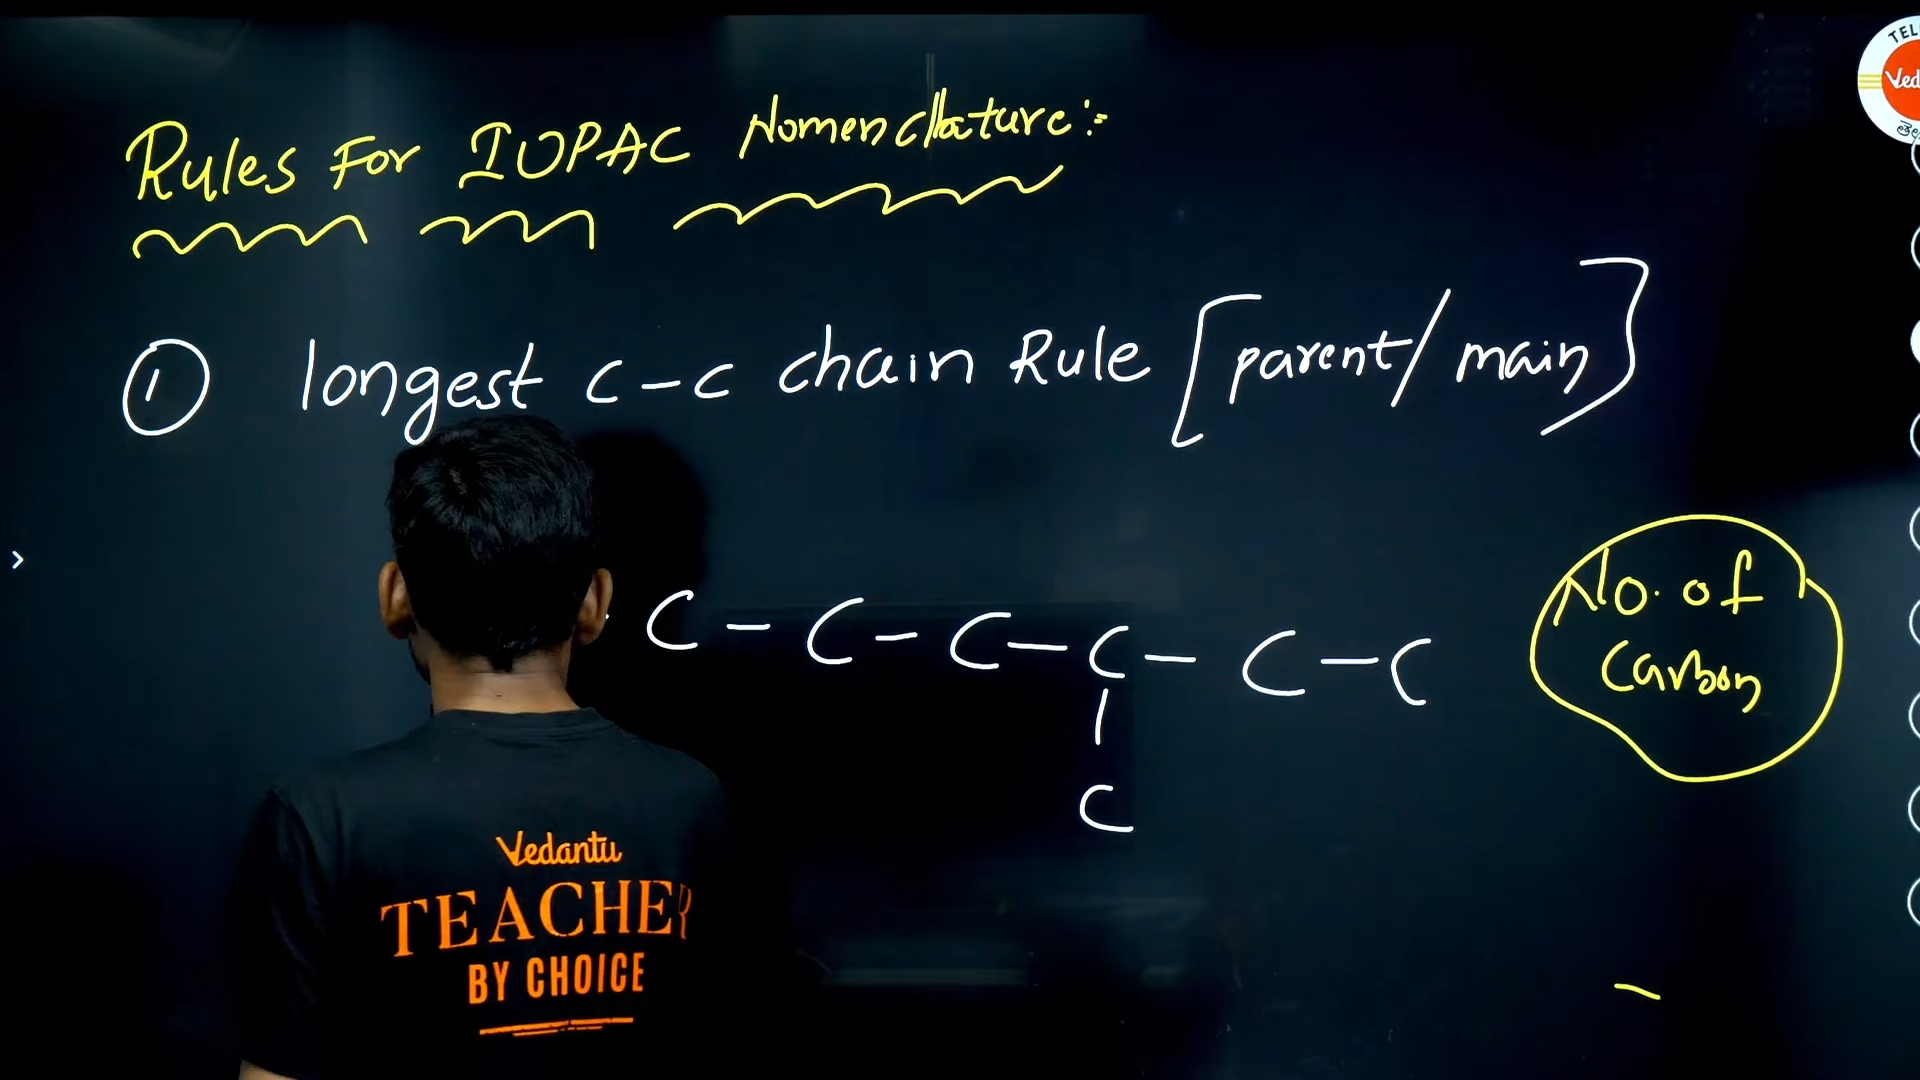 Rules For IUPAC Nomenclature :-
① longest C-C chain Rule [parent/main]
C - C - C - C - C - C
|
C
No. of
Carbon
Vedantu
TEACHER
BY CHOICE